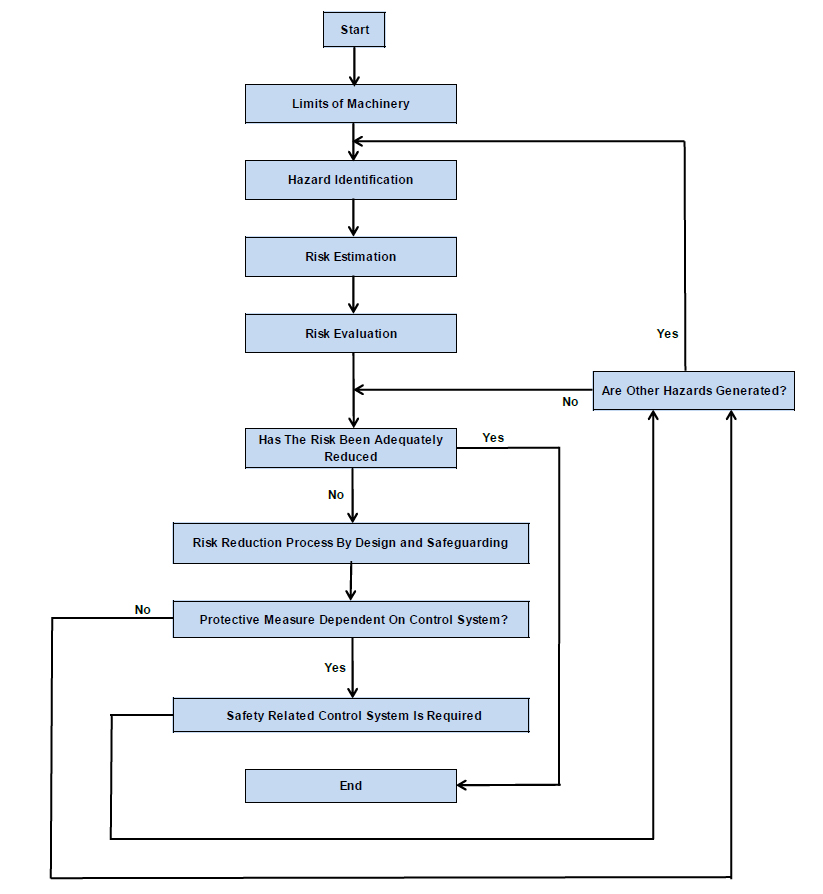 Start
Limits of Machinery
Hazard Identification
Risk Estimation
Risk Evaluation
Yes
Are Other Hazards Generated?
No
Has The Risk Been Adequately
Reduced
Yes
No
Risk Reduction Process By Design and Safeguarding
No
Protective Measure Dependent On Control System?
Yes
Safety Related Control System Is Required
End